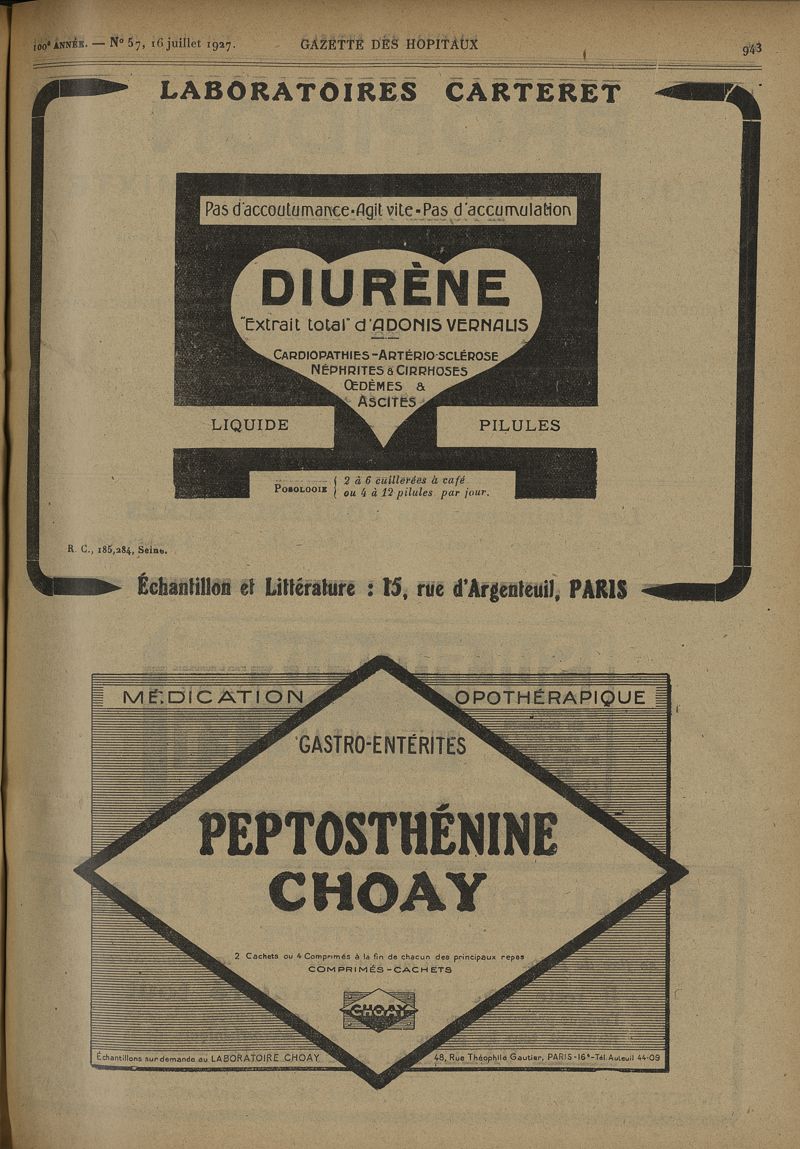 100ᵉ ANNÉE. — N° 57, 16 juillet 1927.
GAZETTE DES HOPITAUX
943
LABORATOIRES CARTERET
Pas d'accoutumance-Agit vite-Pas d'accumulation
DIURÈNE
"Extrait total" d'ADONIS VERNALIS
CARDIOPATHIES-ARTÉRIO-SCLÉROSE
NÉPHRITES & CIRRHOSES
ŒDÈMES &
ASCITES
LIQUIDE
PILULES
POSOLOGIE { 2 à 6 cuillerées à café
ou 4 à 12 pilules par jour.
R. C., 185,284, Seine.
Échantillon et Littérature : 15, rue d'Argenteuil, PARIS
MÉDICATION OPOTHÉRAPIQUE
GASTRO-ENTÉRITES
PEPTOSTHÉNINE
CHOAY
2 Cachets ou 4 Comprimés à la fin de chacun des principaux repas
COMPRIMÉS-CACHETS
CHOAY
Échantillons sur demande au LABORATOIRE CHOAY
48, Rue Théophile Gautier, PARIS-16ᵉ-Tél. Auteuil 44-09